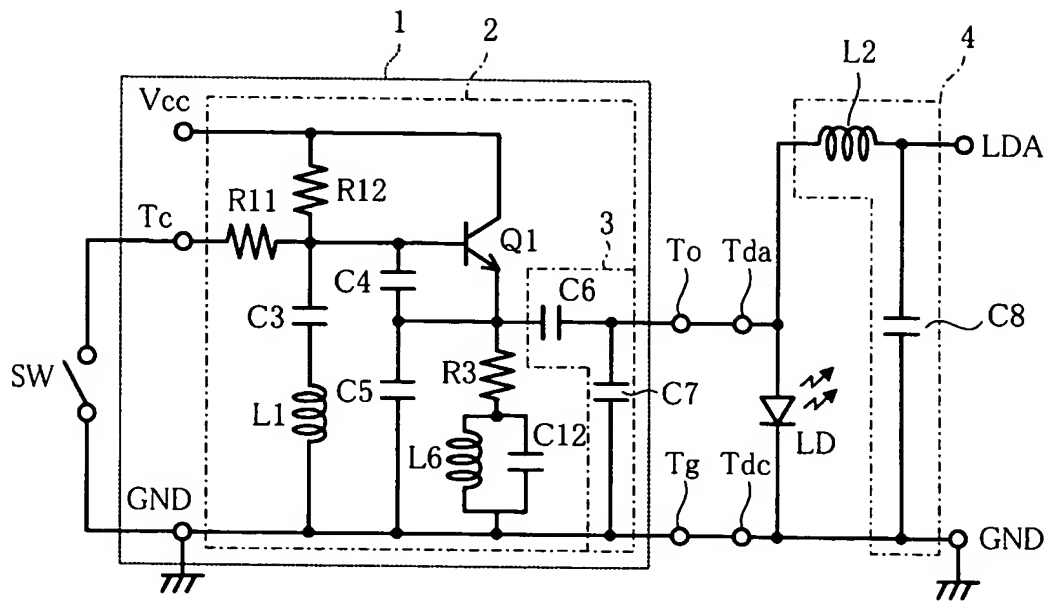 1
2
L2
4
Vcc
LDA
R12
R11
Tc
Q1
3
To
Tda
C4
C6
C3
C8
SW
R3
C5
C7
L1
LD
C12
L6
Tg
Tdc
GND
GND